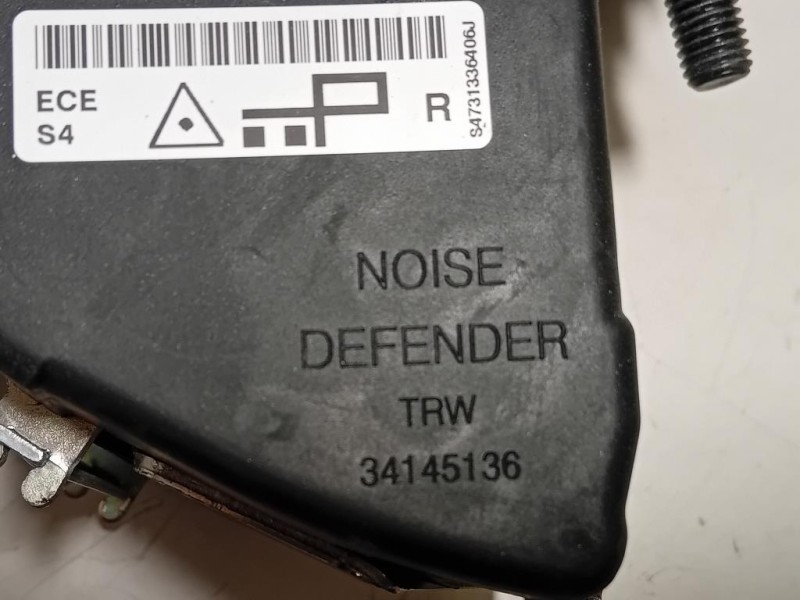 ECE
S4
R
S4731336406J
NOISE
DEFENDER
TRW
34145136